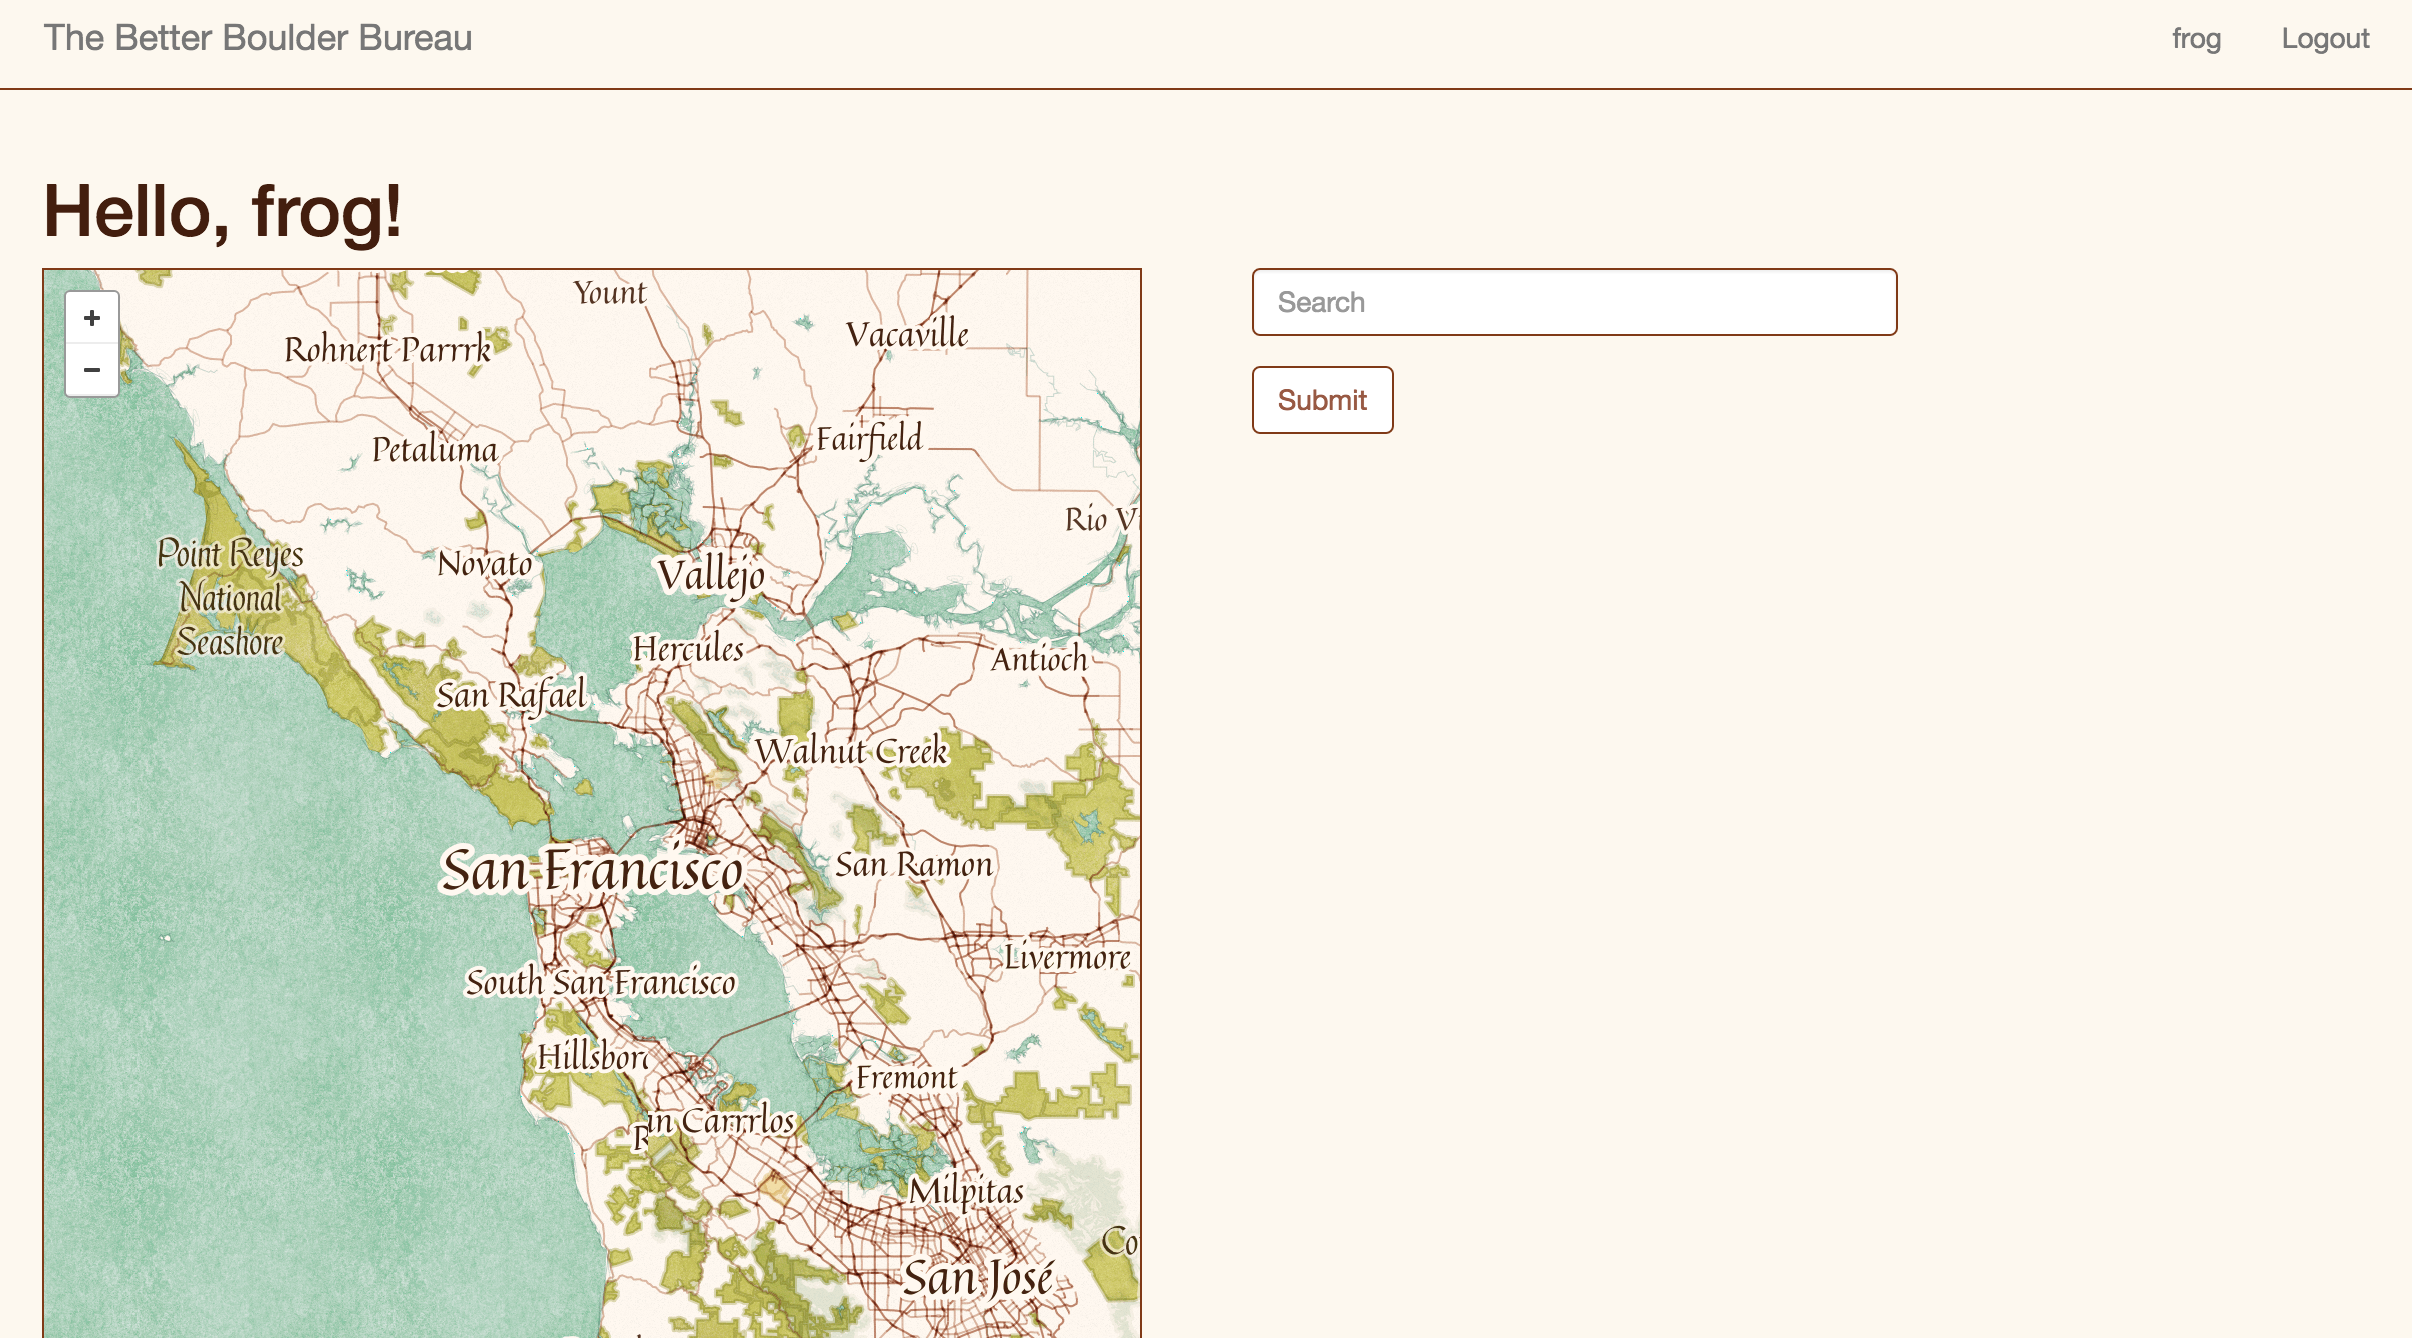 The Better Boulder Bureau
frog
Logout
Hello, frog!
+
−
Search
Submit
Yount
Vacaville
Rohnert Parrrk
Fairfield
Petaluma
Rio V
Point Reyes
National
Seashore
Novato
Vallejo
Hercules
Antioch
San Rafael
Walnut Creek
San Francisco
San Ramon
Livermore
South San Francisco
Hillsboro
Fremont
an Carrrlos
R
Milpitas
Co
San José